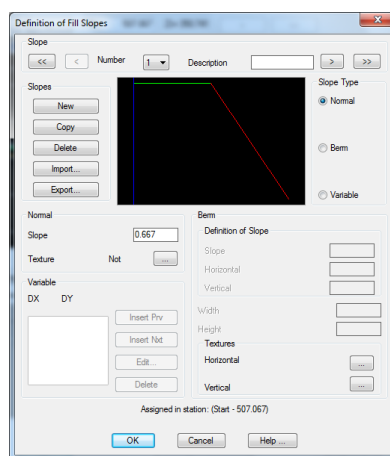 Definition of Fill Slopes
Slope
<< < Number 1 Description > >>
Slopes
New
Copy
Delete
Import...
Export...
Slope Type
Normal
Berm
Variable
Normal
Slope 0.667
Texture Not ...
Variable
DX DY
Insert Prv
Insert Nxt
Edit...
Delete
Berm
Definition of Slope
Slope
Horizontal
Vertical
Width
Height
Textures
Horizontal ...
Vertical ...
Assigned in station: (Start - 507.067)
OK Cancel Help ...